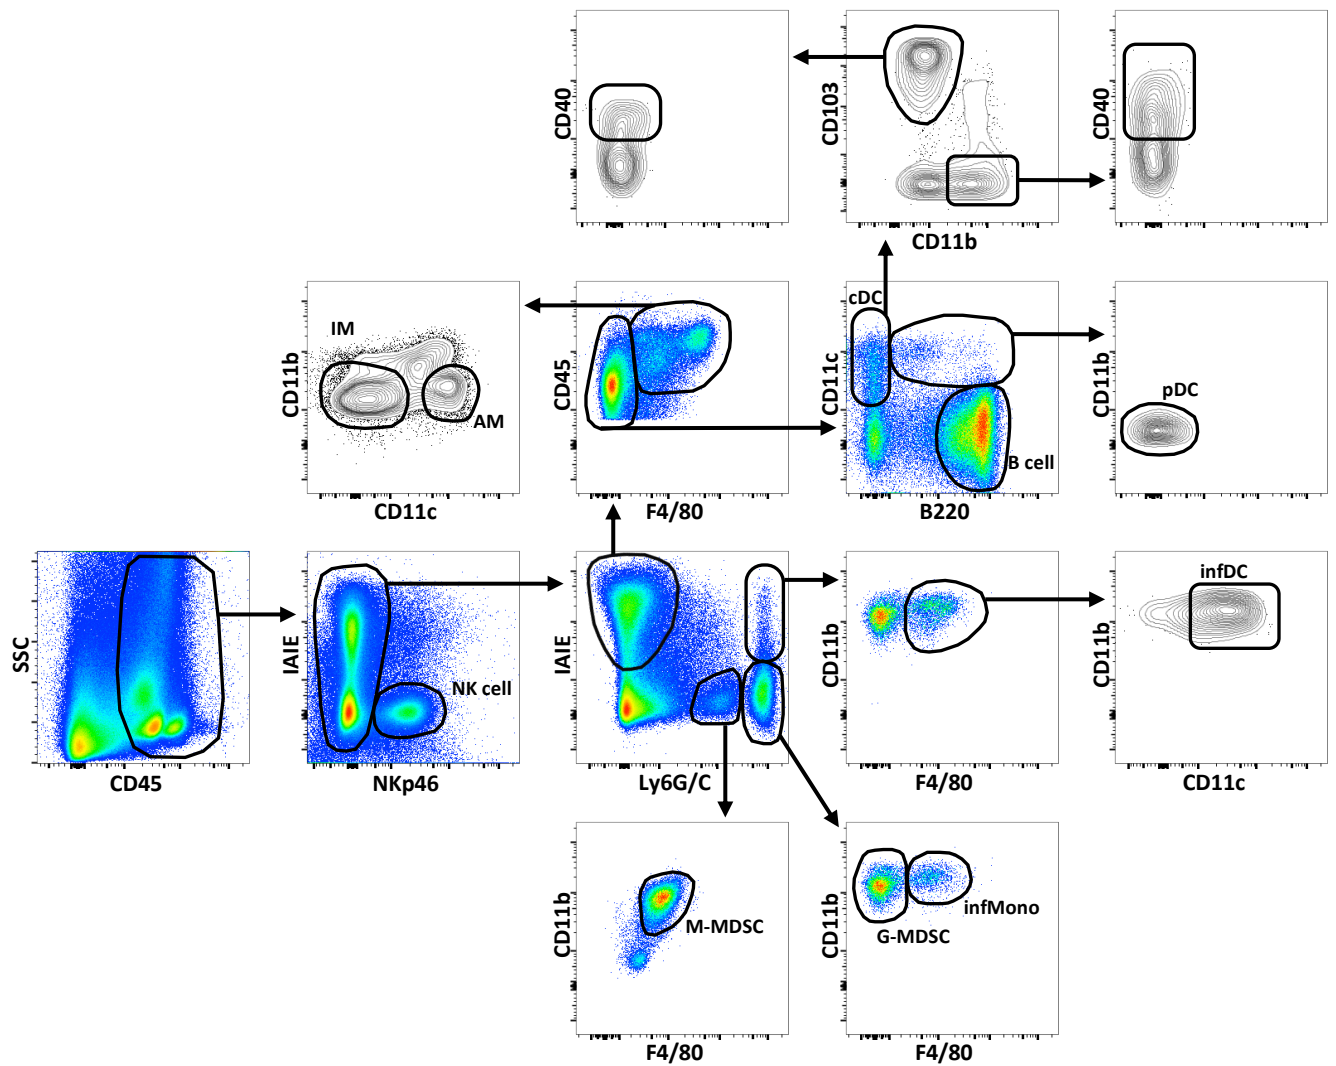 CD40
CD103
CD40
CD11b
IM
CD11b
AM
CD11c
CD45
F4/80
cDC
CD11c
B cell
B220
CD11b
pDC
SSC
CD45
IAIE
NK cell
NKp46
IAIE
Ly6G/C
CD11b
F4/80
infDC
CD11b
CD11c
CD11b
M-MDSC
F4/80
CD11b
infMono
G-MDSC
F4/80